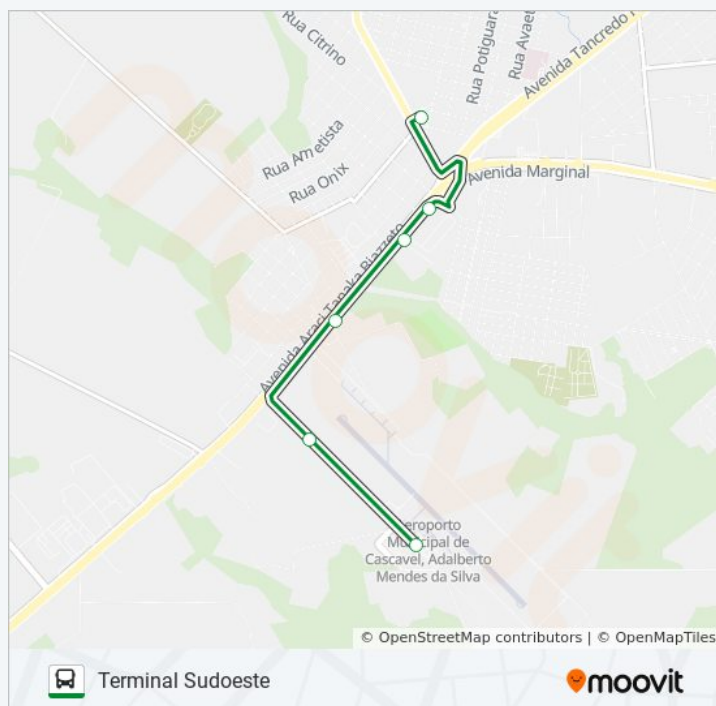 Rua Citrino
Rua Potiguara
Rua Avaet
Avenida Tancredo
Rua Ametista
Rua Onix
Avenida Marginal
Avenida Araci Tanaka Biazzeto
Aeroporto
Municipal de
Cascavel, Adalberto
Mendes da Silva
© OpenStreetMap contributors | © OpenMapTiles
Terminal Sudoeste
moovit